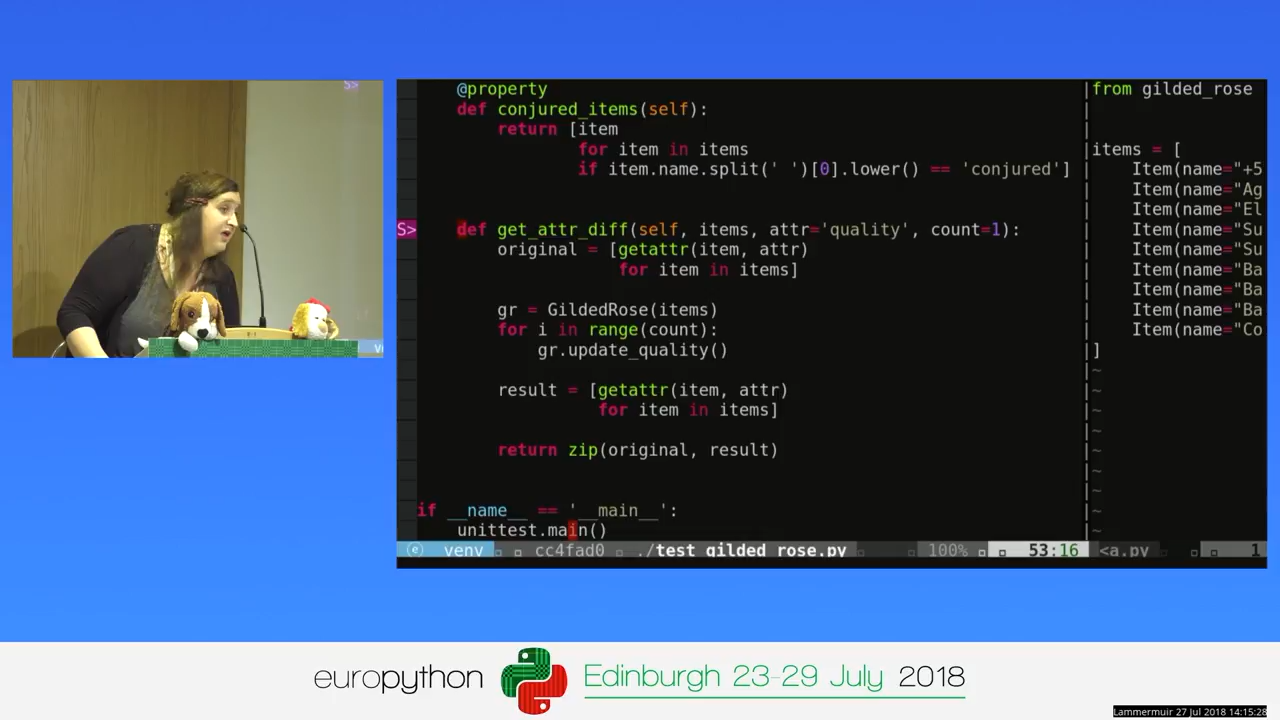 S>
@property
def conjured_items(self):
return [item
for item in items
if item.name.split(' ')[0].lower() == 'conjured']
S> def get_attr_diff(self, items, attr='quality', count=1):
original = [getattr(item, attr)
for item in items]
gr = GildedRose(items)
for i in range(count):
gr.update_quality()
result = [getattr(item, attr)
for item in items]
return zip(original, result)
if __name__ == '__main__':
unittest.main()
venv cc4fad0 ./test_gilded_rose.py 100% 53:16
from gilded_rose
items = [
Item(name="+5
Item(name="Ag
Item(name="El
Item(name="Su
Item(name="Su
Item(name="Ba
Item(name="Ba
Item(name="Ba
Item(name="Co
]
~
~
~
~
~
~
~
~
~
<a.py 1
europython Edinburgh 23-29 July 2018
Lammermuir 27 Jul 2018 14:15:28